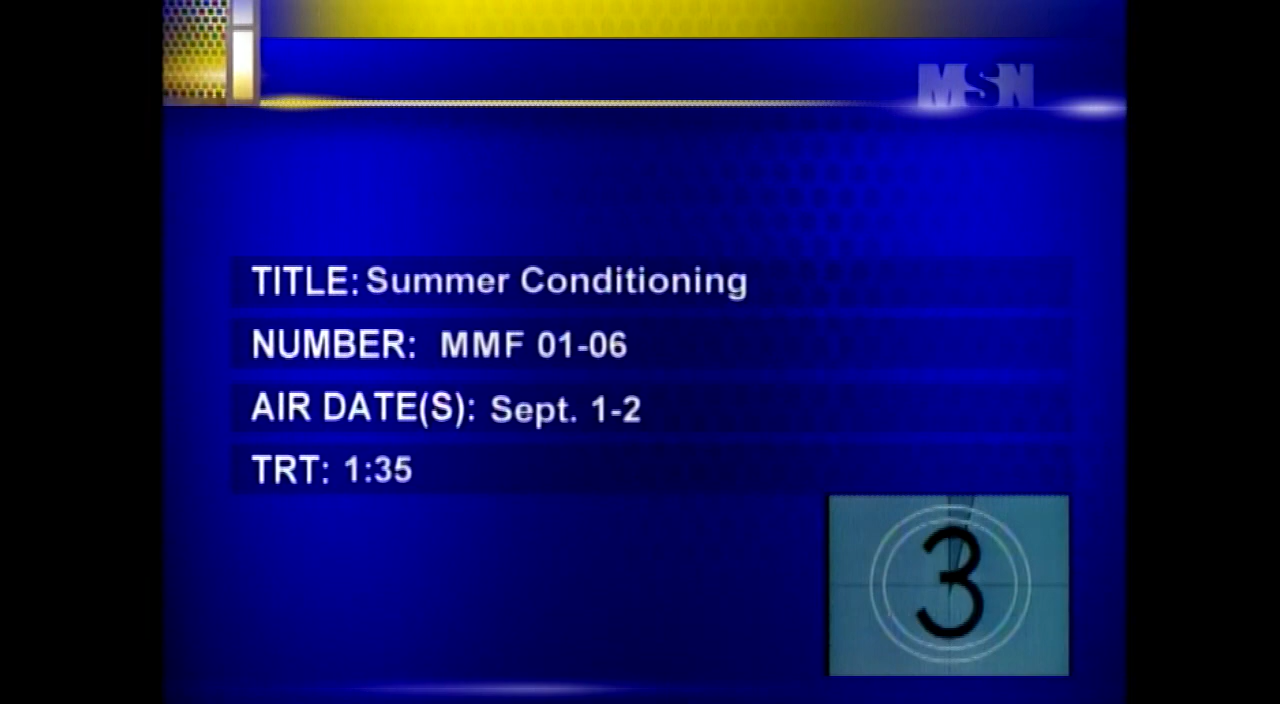 MSN
TITLE: Summer Conditioning
NUMBER: MMF 01-06
AIR DATE(S): Sept. 1-2
TRT: 1:35
3